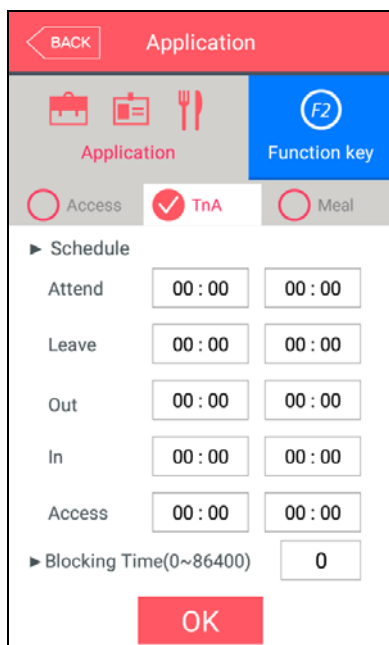 BACK Application
F2
Application Function key
Access TnA Meal
► Schedule
Attend 00 : 00 00 : 00
Leave 00 : 00 00 : 00
Out 00 : 00 00 : 00
In 00 : 00 00 : 00
Access 00 : 00 00 : 00
►Blocking Time(0~86400) 0
OK